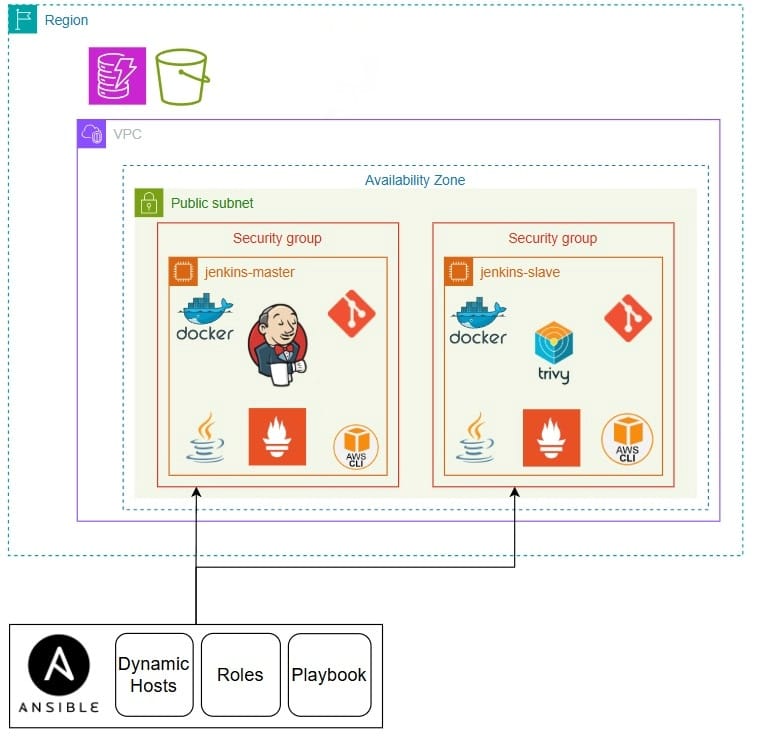 Region
VPC
Availability Zone
Public subnet
Security group
jenkins-master
docker
AWS
CLI
Security group
jenkins-slave
docker
trivy
AWS
CLI
ANSIBLE
Dynamic
Hosts
Roles
Playbook